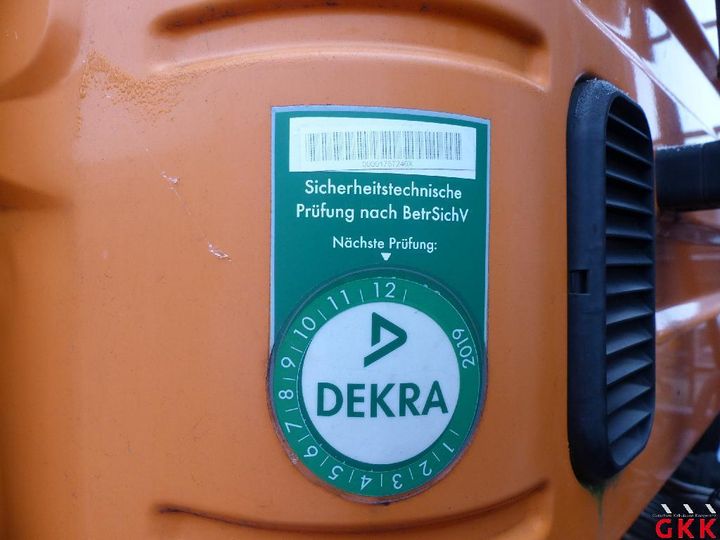 Sicherheitstechnische
Prüfung nach BetrSichV
Nächste Prüfung:
1 2 3 4 5 6 7 8 9 10 11 12 2019
DEKRA
GKK